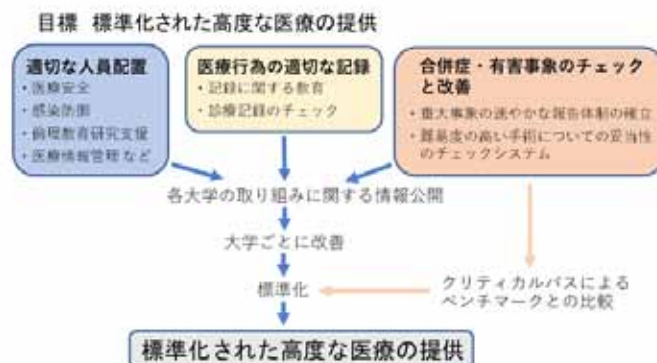 目標 標準化された高度な医療の提供
適切な人員配置
・医療安全
・感染防御
・倫理教育研究支援
・医療情報管理など
医療行為の適切な記録
・記録に関する教育
・診療記録のチェック
合併症・有害事象のチェック
と改善
・重大事象の速やかな報告体制の確立
・難易度の高い手術についての妥当性
のチェックシステム
各大学の取り組みに関する情報公開
大学ごとに改善
標準化
クリティカルパスによる
ベンチマークとの比較
標準化された高度な医療の提供